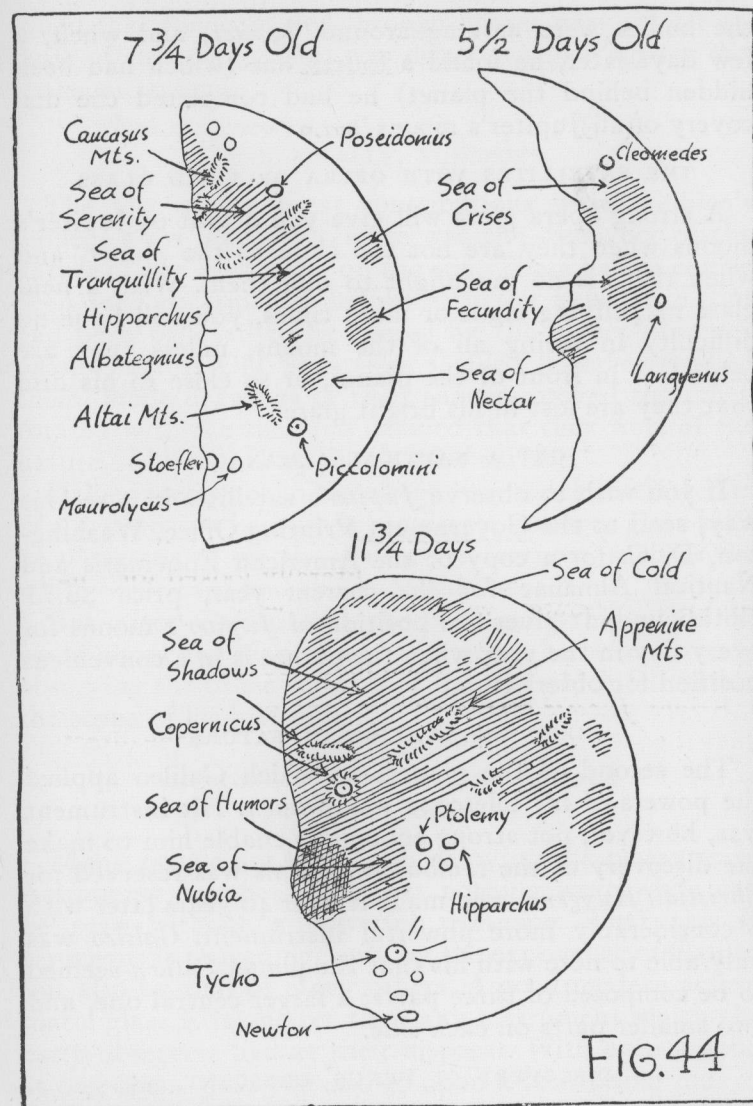 7 3/4 Days Old
Caucasus
Mts.
Poseidonius
Sea of
Serenity
Sea of
Tranquillity
Hipparchus
Albategnius
Altai Mts.
Stoefler
Maurolycus
Piccolomini
5 1/2 Days Old
Cleomedes
Sea of
Crises
Sea of
Fecundity
Sea of
Nectar
Langrenus
11 3/4 Days
Sea of Cold
Appenine
Mts
Sea of
Shadows
Copernicus
Sea of Humors
Sea of
Nubia
Ptolemy
Hipparchus
Tycho
Newton
FIG.44